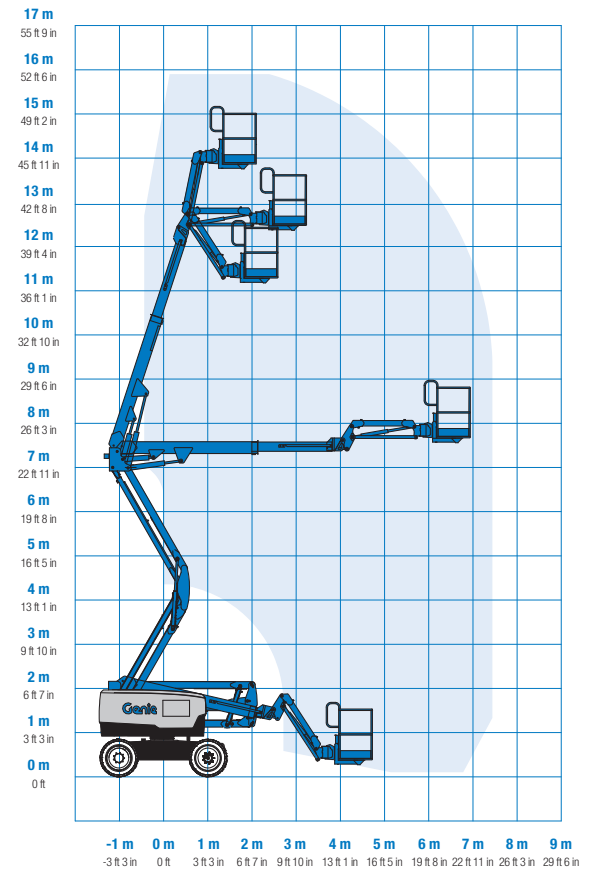 17 m
55 ft 9 in
16 m
52 ft 6 in
15 m
49 ft 2 in
14 m
45 ft 11 in
13 m
42 ft 8 in
12 m
39 ft 4 in
11 m
36 ft 1 in
10 m
32 ft 10 in
9 m
29 ft 6 in
8 m
26 ft 3 in
7 m
22 ft 11 in
6 m
19 ft 8 in
5 m
16 ft 5 in
4 m
13 ft 1 in
3 m
9 ft 10 in
2 m
6 ft 7 in
Genie
1 m
3 ft 3 in
0 m
0 ft
-1 m 0 m 1 m 2 m 3 m 4 m 5 m 6 m 7 m 8 m 9 m
-3 ft 3 in 0 ft 3 ft 3 in 6 ft 7 in 9 ft 10 in 13 ft 1 in 16 ft 5 in 19 ft 8 in 22 ft 11 in 26 ft 3 in 29 ft 6 in